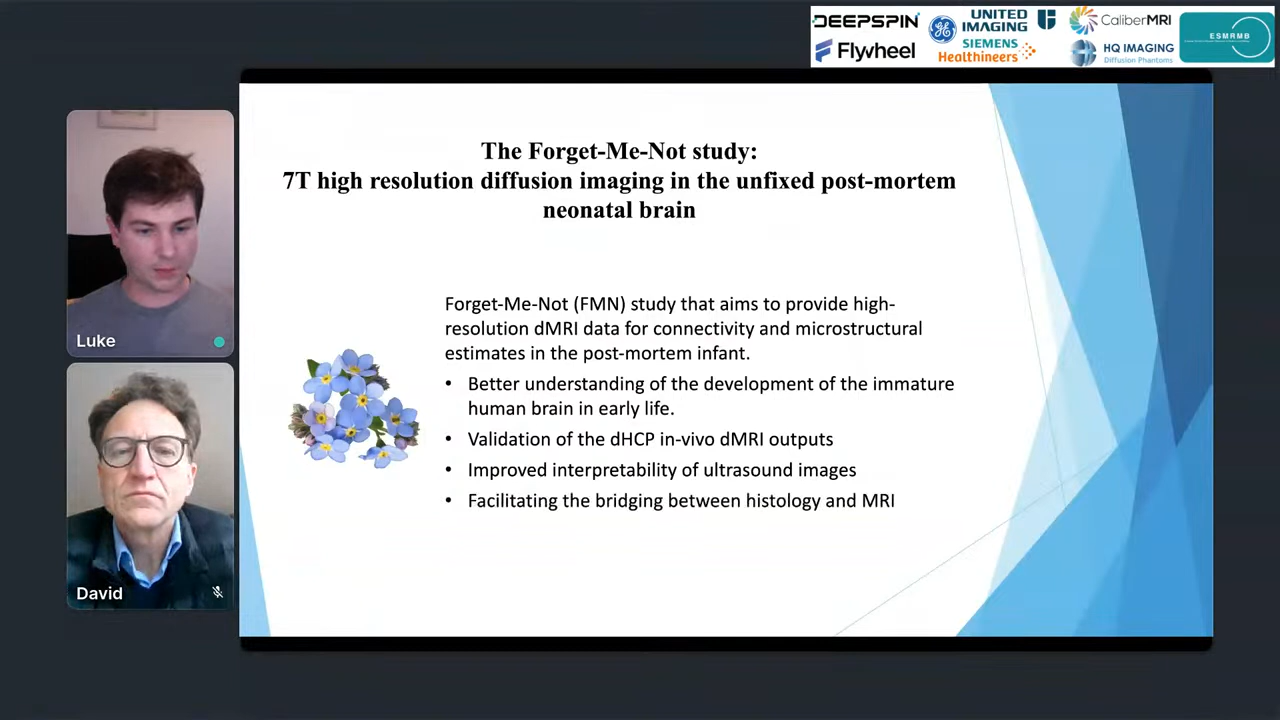 DEEPSPIN
Flywheel
UNITED
IMAGING
SIEMENS
Healthineers
CaliberMRI
HQ IMAGING
Diffusion Phantoms
ESMRMB
The Forget-Me-Not study:
7T high resolution diffusion imaging in the unfixed post-mortem
neonatal brain
Forget-Me-Not (FMN) study that aims to provide high-
resolution dMRI data for connectivity and microstructural
estimates in the post-mortem infant.
• Better understanding of the development of the immature
human brain in early life.
• Validation of the dHCP in-vivo dMRI outputs
• Improved interpretability of ultrasound images
• Facilitating the bridging between histology and MRI
Luke
David